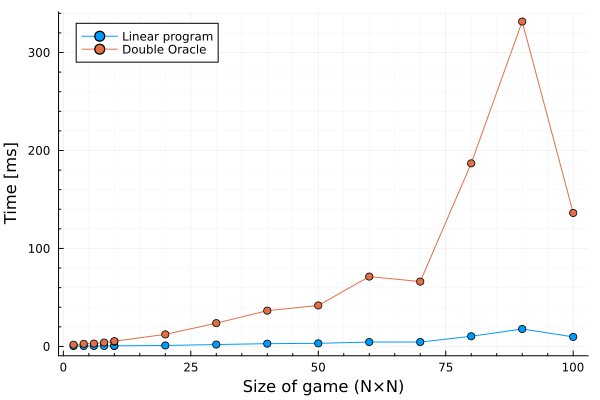 Linear program
Double Oracle
300
200
100
0
Time [ms]
0 25 50 75 100
Size of game (N×N)